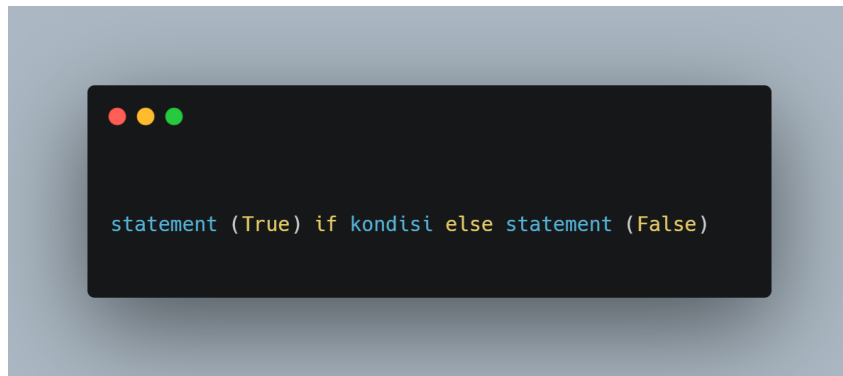 statement (True) if kondisi else statement (False)